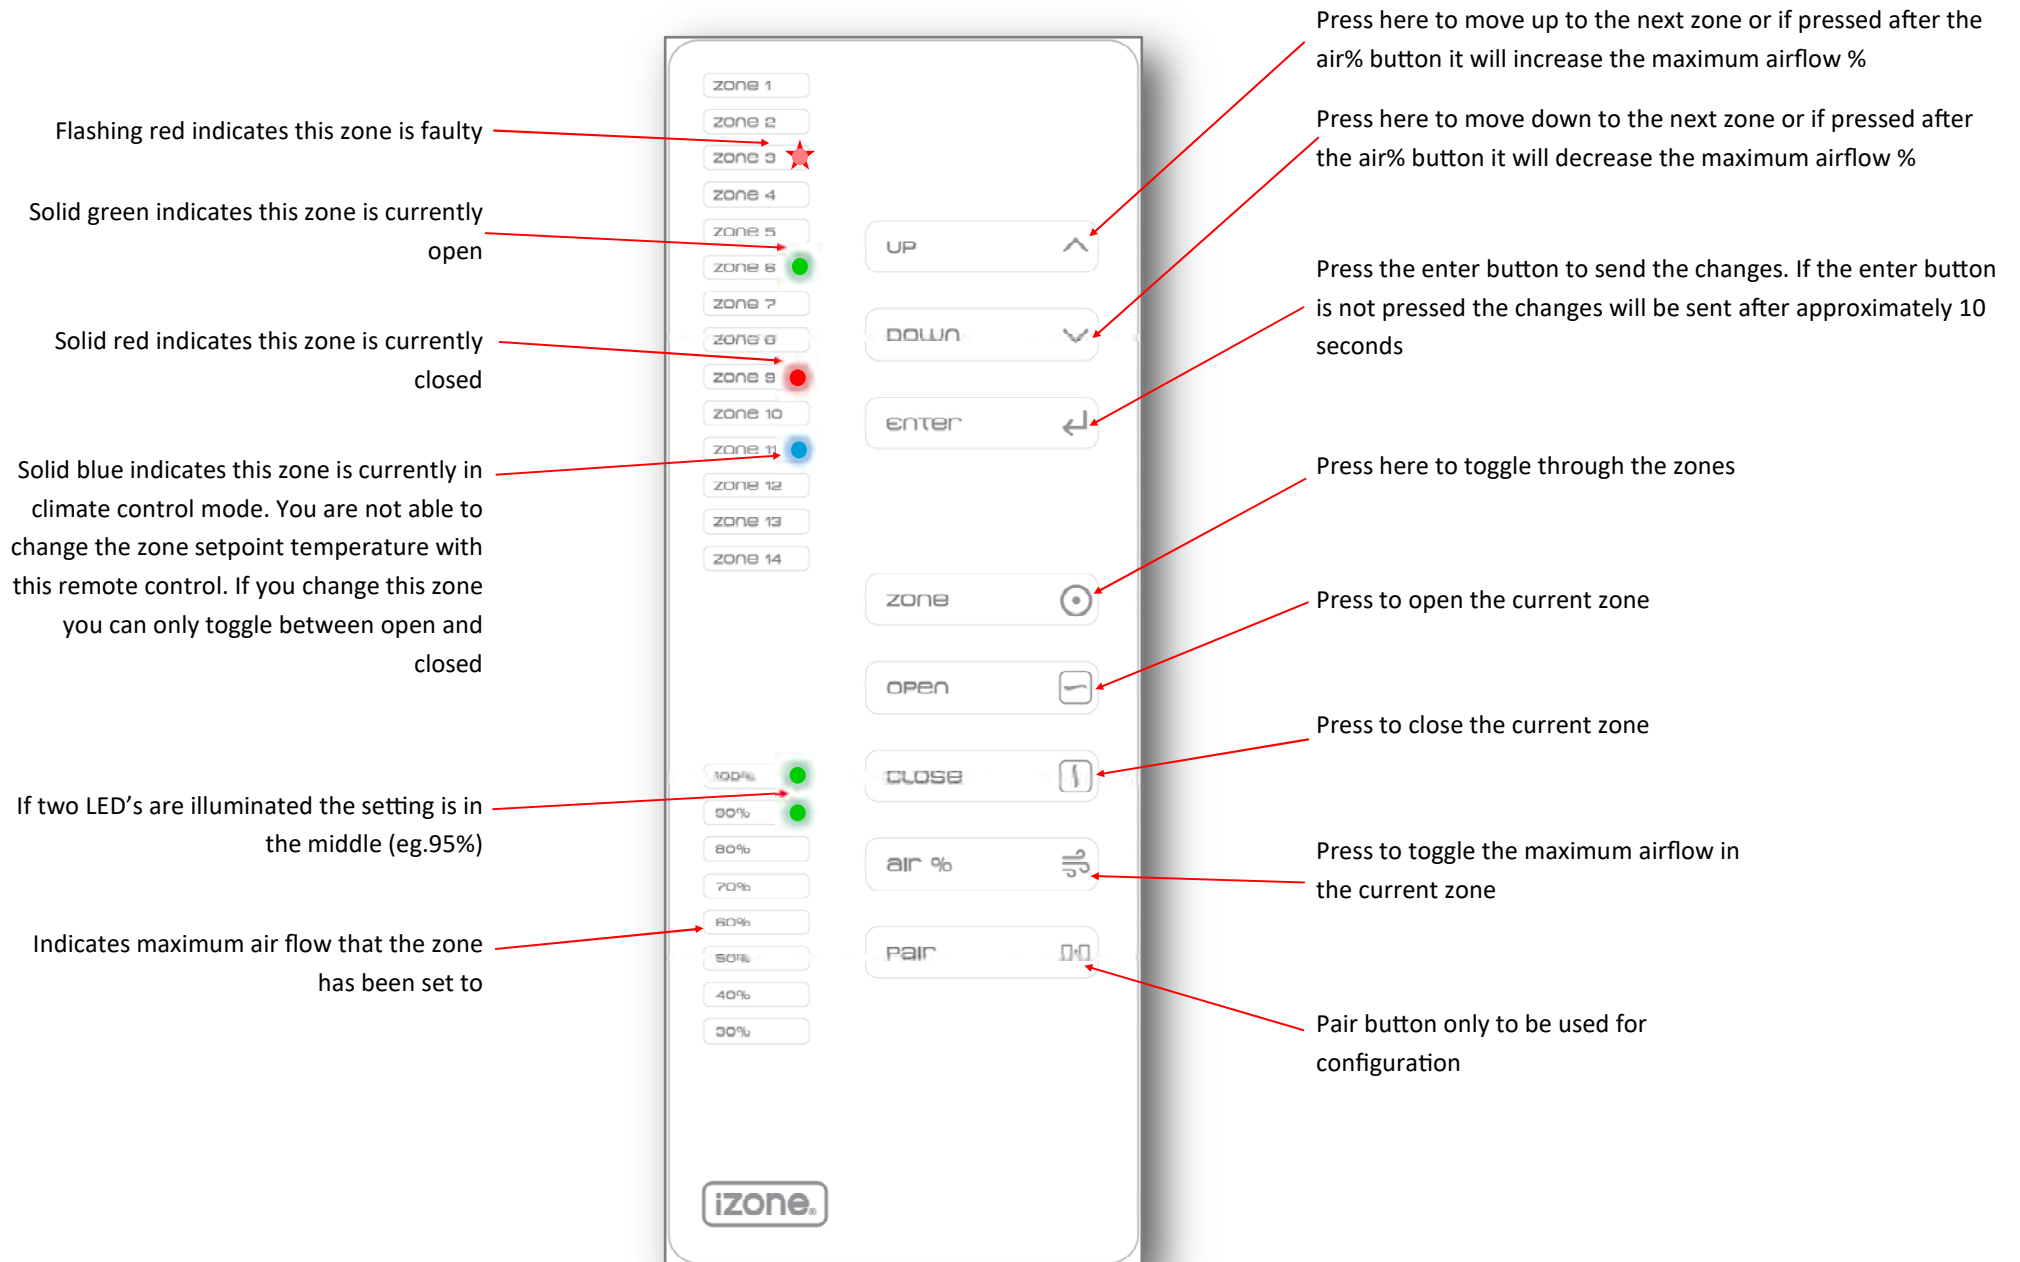 Flashing red indicates this zone is faulty
Solid green indicates this zone is currently
open
Solid red indicates this zone is currently
closed
Solid blue indicates this zone is currently in
climate control mode. You are not able to
change the zone setpoint temperature with
this remote control. If you change this zone
you can only toggle between open and
closed
If two LED’s are illuminated the setting is in
the middle (eg.95%)
Indicates maximum air flow that the zone
has been set to
zone 1
zone 2
zone 3
zone 4
zone 5
zone 6
zone 7
zone 8
zone 9
zone 10
zone 11
zone 12
zone 13
zone 14
100%
90%
80%
70%
60%
50%
40%
30%
izone®
UP
DOWN
ENTER
zone
OPEN
CLOSE
air %
Pair
Press here to move up to the next zone or if pressed after the
air% button it will increase the maximum airflow %
Press here to move down to the next zone or if pressed after
the air% button it will decrease the maximum airflow %
Press the enter button to send the changes. If the enter button
is not pressed the changes will be sent after approximately 10
seconds
Press here to toggle through the zones
Press to open the current zone
Press to close the current zone
Press to toggle the maximum airflow in
the current zone
Pair button only to be used for
configuration